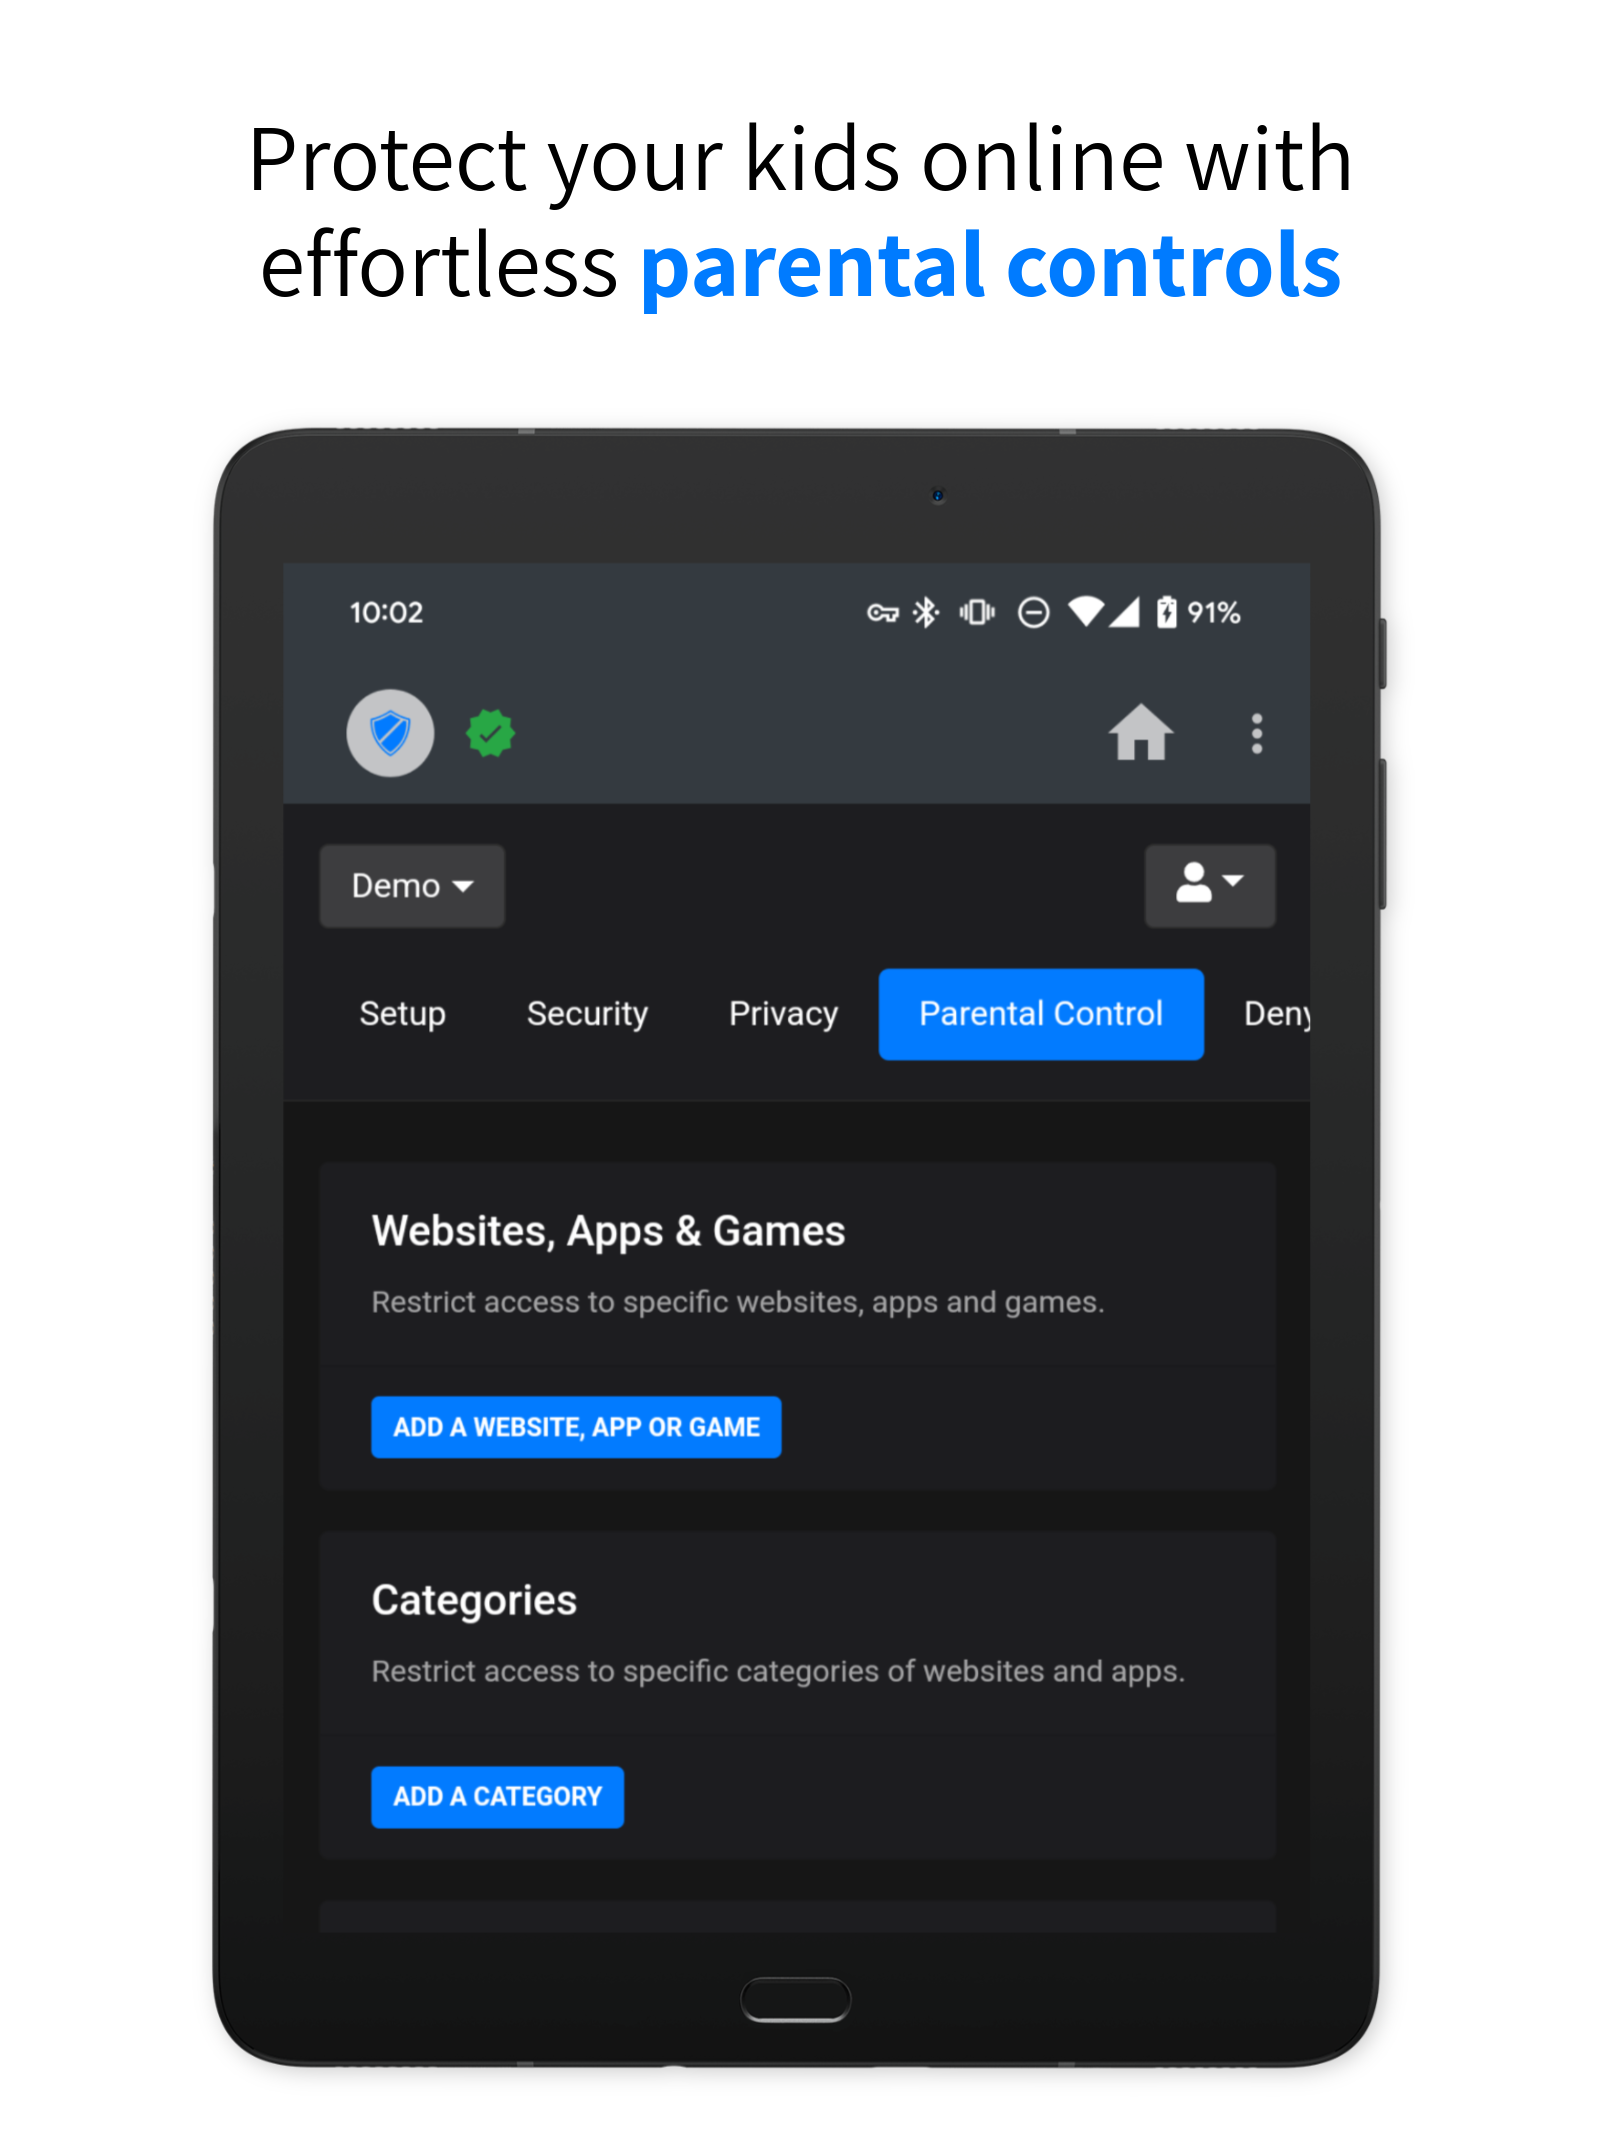 Protect your kids online with
effortless parental controls
10:02
91%
Demo
Setup Security Privacy Parental Control Deny
Websites, Apps & Games
Restrict access to specific websites, apps and games.
ADD A WEBSITE, APP OR GAME
Categories
Restrict access to specific categories of websites and apps.
ADD A CATEGORY